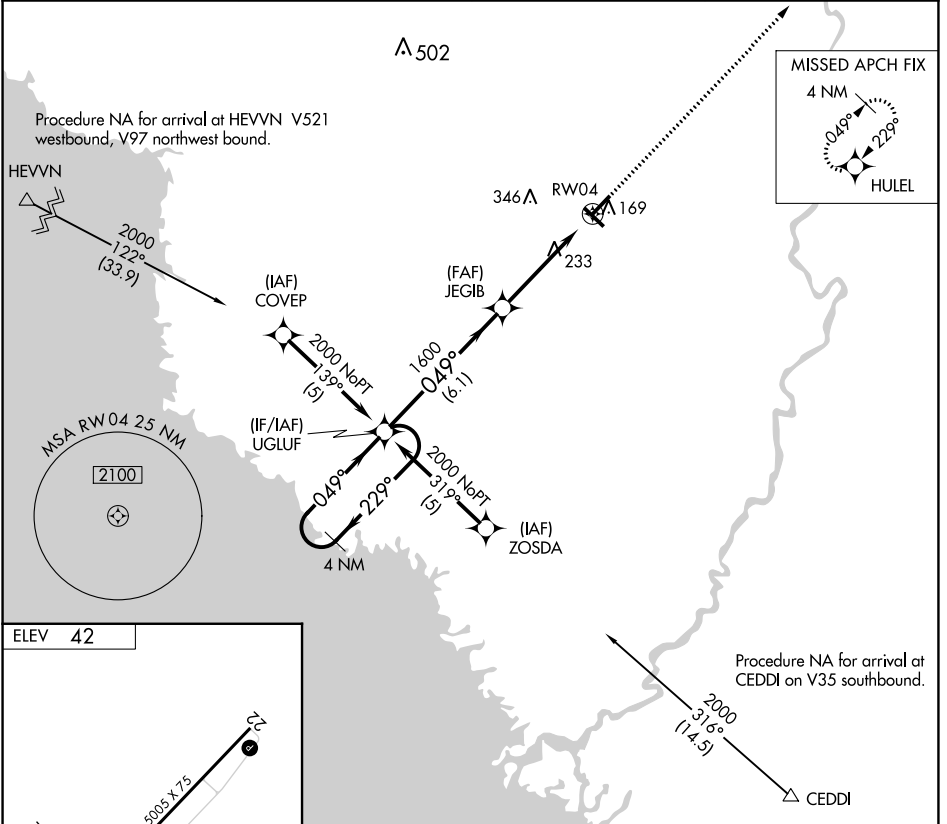 502
MISSED APCH FIX
4 NM
049°
229°
HULEL
Procedure NA for arrival at HEVVN V521
westbound, V97 northwest bound.
HEVVN
2000
122°
(33.9)
346
RW04
169
233
(FAF)
JEGIB
(IAF)
COVEP
2000 NoPT
139°
(5)
1600
049°
(6.1)
(IF/IAF)
UGLUF
MSA RW04 25 NM
2100
049°
229°
4 NM
2000 NoPT
319°
(5)
(IAF)
ZOSDA
ELEV 42
Procedure NA for arrival at
CEDDI on V35 southbound.
2000
316°
(14.5)
CEDDI
22
P
5005 X 75